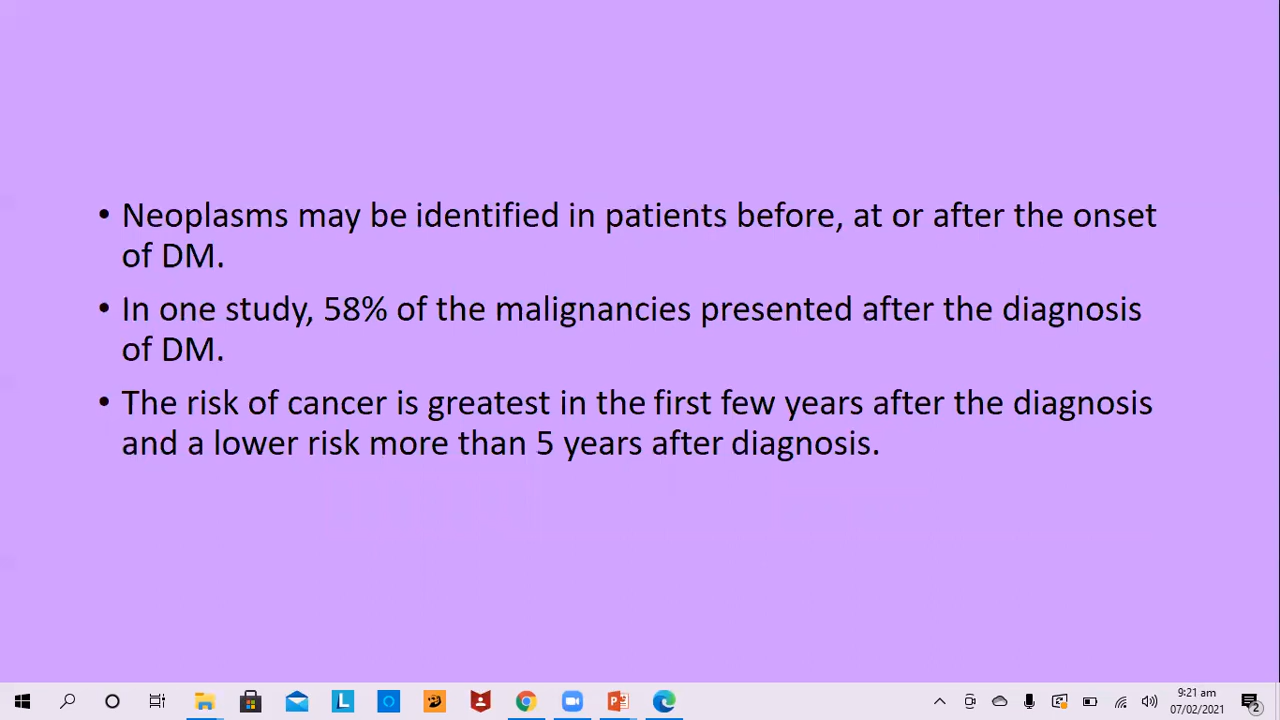 • Neoplasms may be identified in patients before, at or after the onset
of DM.
• In one study, 58% of the malignancies presented after the diagnosis
of DM.
• The risk of cancer is greatest in the first few years after the diagnosis
and a lower risk more than 5 years after diagnosis.
L
9:21 am
07/02/2021
2